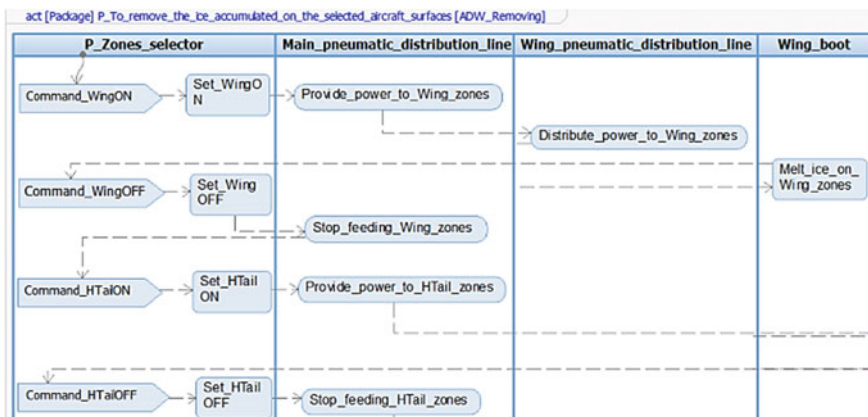 act [Package] P_To_remove_the_ice_accumulated_on_the_selected_aircraft_surfaces [ADW_Removing]
P_Zones_selector
Main_pneumatic_distribution_line
Wing_pneumatic_distribution_line
Wing_boot
Command_WingON
Set_WingO
N
Provide_power_to_Wing_zones
Distribute_power_to_Wing_zones
Command_WingOFF
Set_Wing
OFF
Melt_ice_on_
Wing_zones
Stop_feeding_Wing_zones
Command_HTailON
Set_HTail
ON
Provide_power_to_HTail_zones
Command_HTailOFF
Set_HTail
OFF
Stop_feeding_HTail_zones